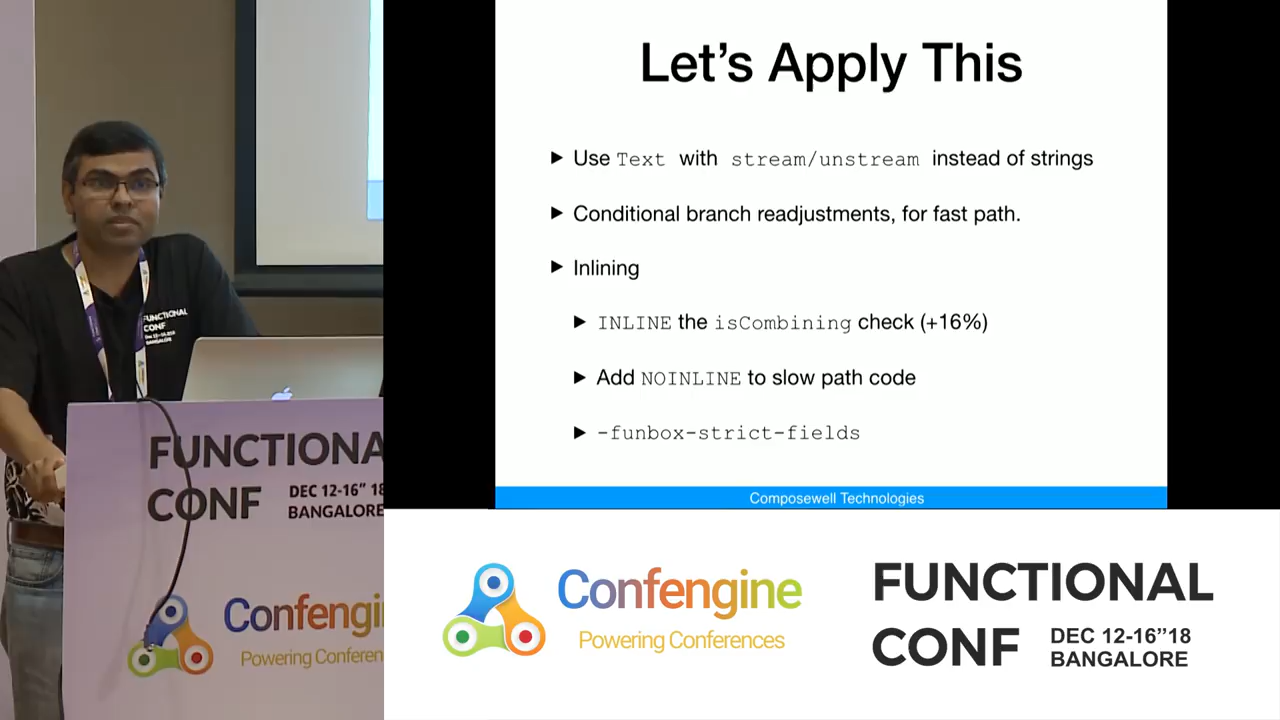 Let's Apply This
▶ Use Text with stream/unstream instead of strings
▶ Conditional branch readjustments, for fast path.
▶ Inlining
▶ INLINE the isCombining check (+16%)
▶ Add NOINLINE to slow path code
▶ -funbox-strict-fields
Composewell Technologies
FUNCTIONAL
CONF
Dec 12-16, 2018
BANGALORE
FUNCTIONA
CONF
DEC 12-16” 18
BANGALORE
Confengine
Powering Conferen
Confengine
Powering Conferences
FUNCTIONAL
CONF
DEC 12-16”18
BANGALORE